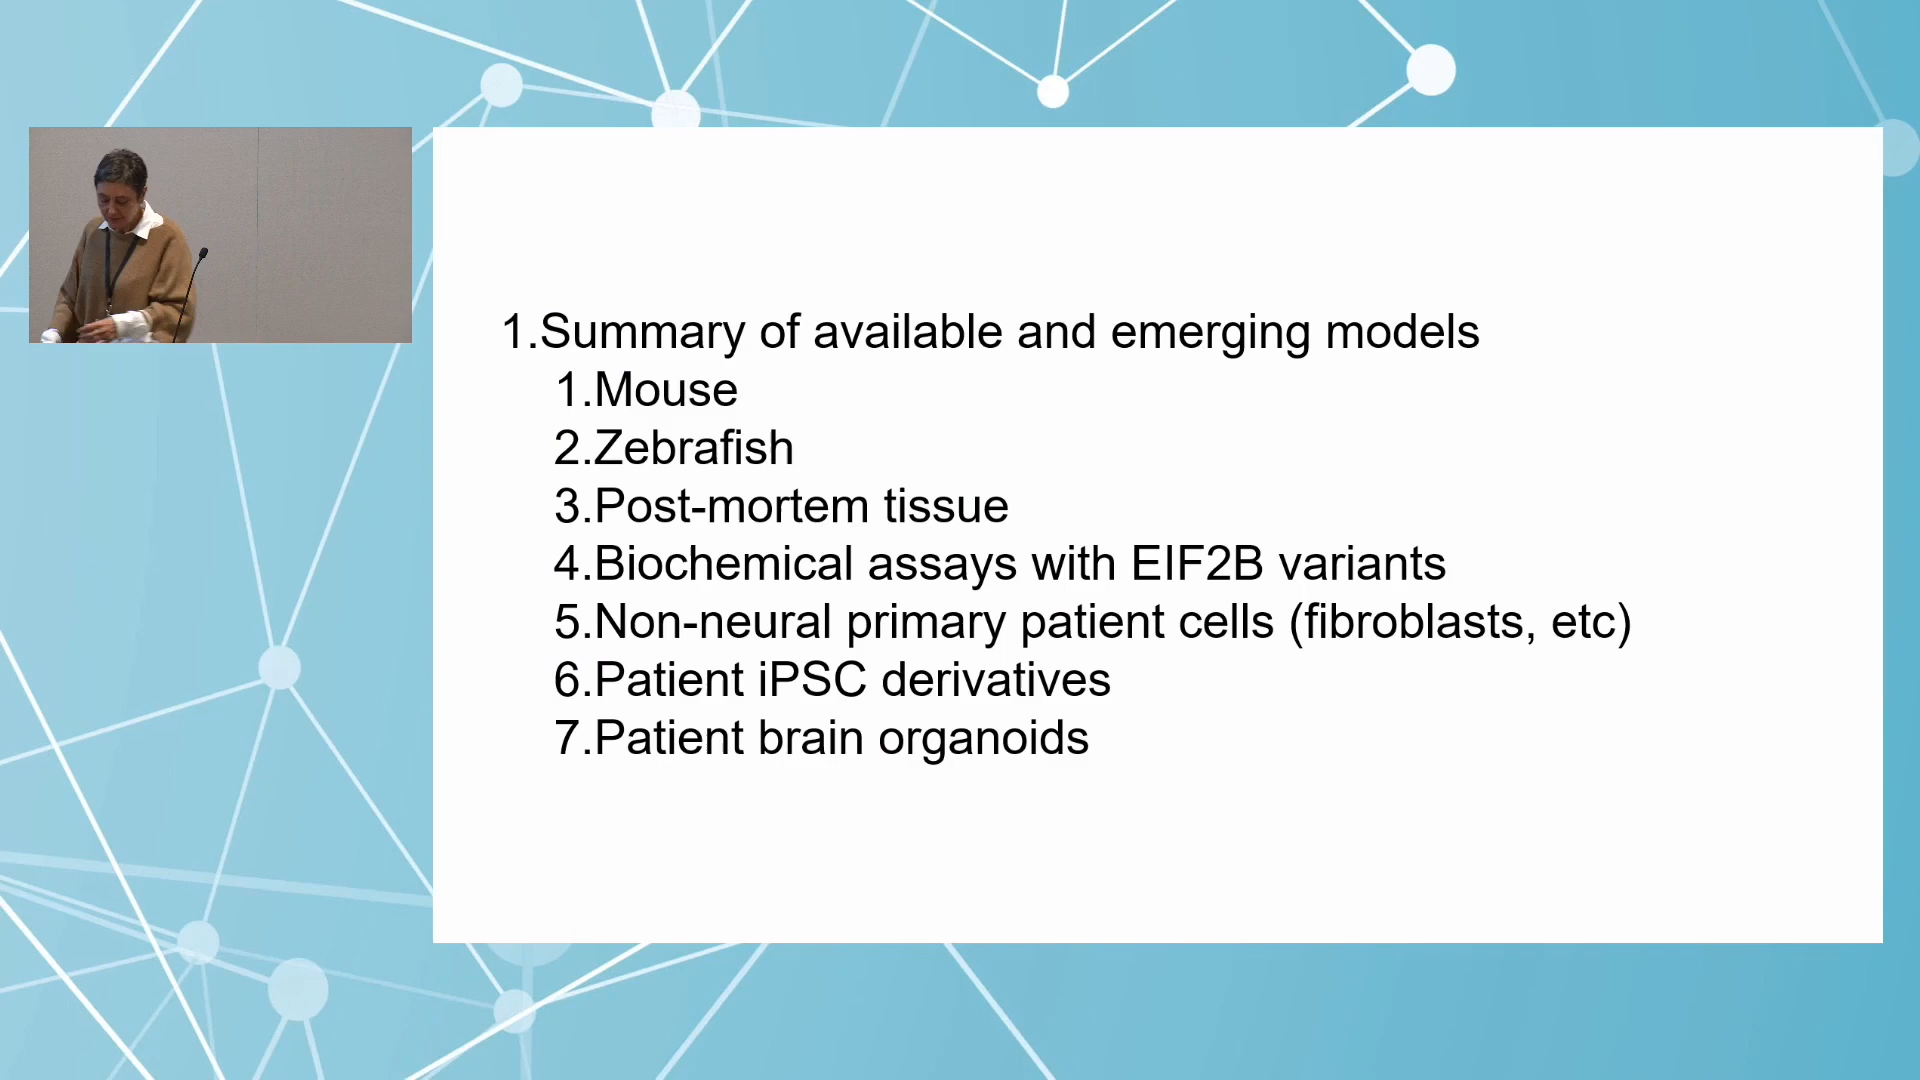 1.Summary of available and emerging models
1.Mouse
2.Zebrafish
3.Post-mortem tissue
4.Biochemical assays with EIF2B variants
5.Non-neural primary patient cells (fibroblasts, etc)
6.Patient iPSC derivatives
7.Patient brain organoids